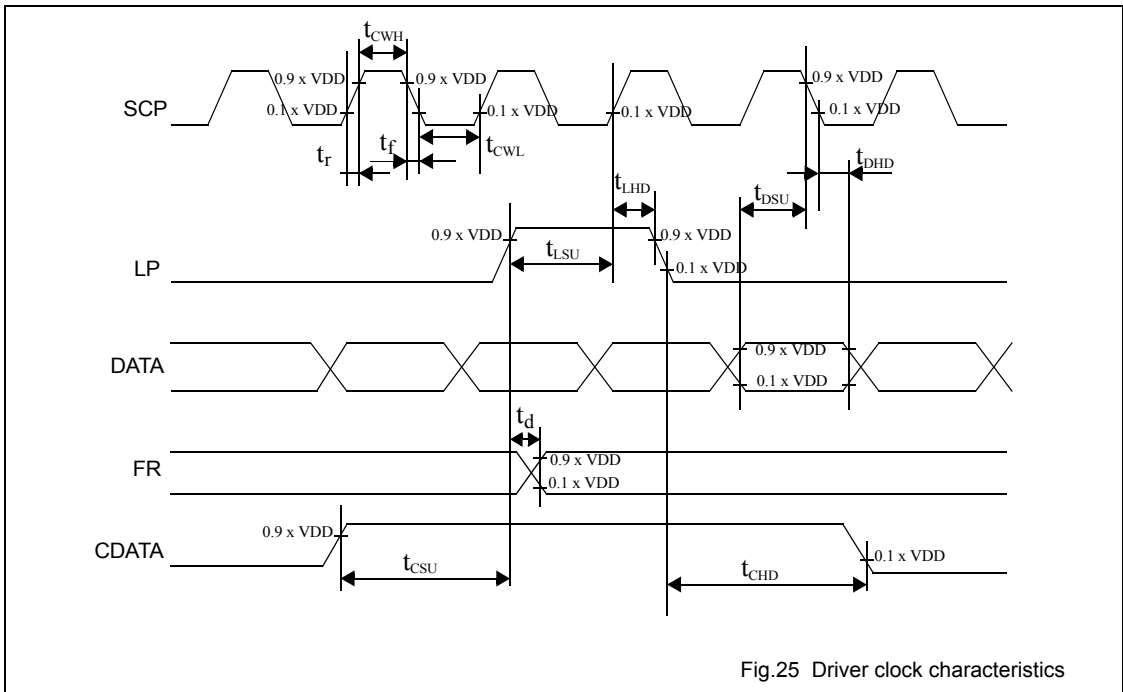 tCWH
0.9 x VDD
0.9 x VDD
0.9 x VDD
SCP
0.1 x VDD
0.1 x VDD
0.1 x VDD
0.1 x VDD
tr
tf
tCWL
tDHD
tLHD
tDSU
0.9 x VDD
0.9 x VDD
tLSU
LP
0.1 x VDD
DATA
0.9 x VDD
0.1 x VDD
td
FR
0.9 x VDD
0.1 x VDD
0.9 x VDD
CDATA
0.1 x VDD
tCSU
tCHD
Fig.25 Driver clock characteristics